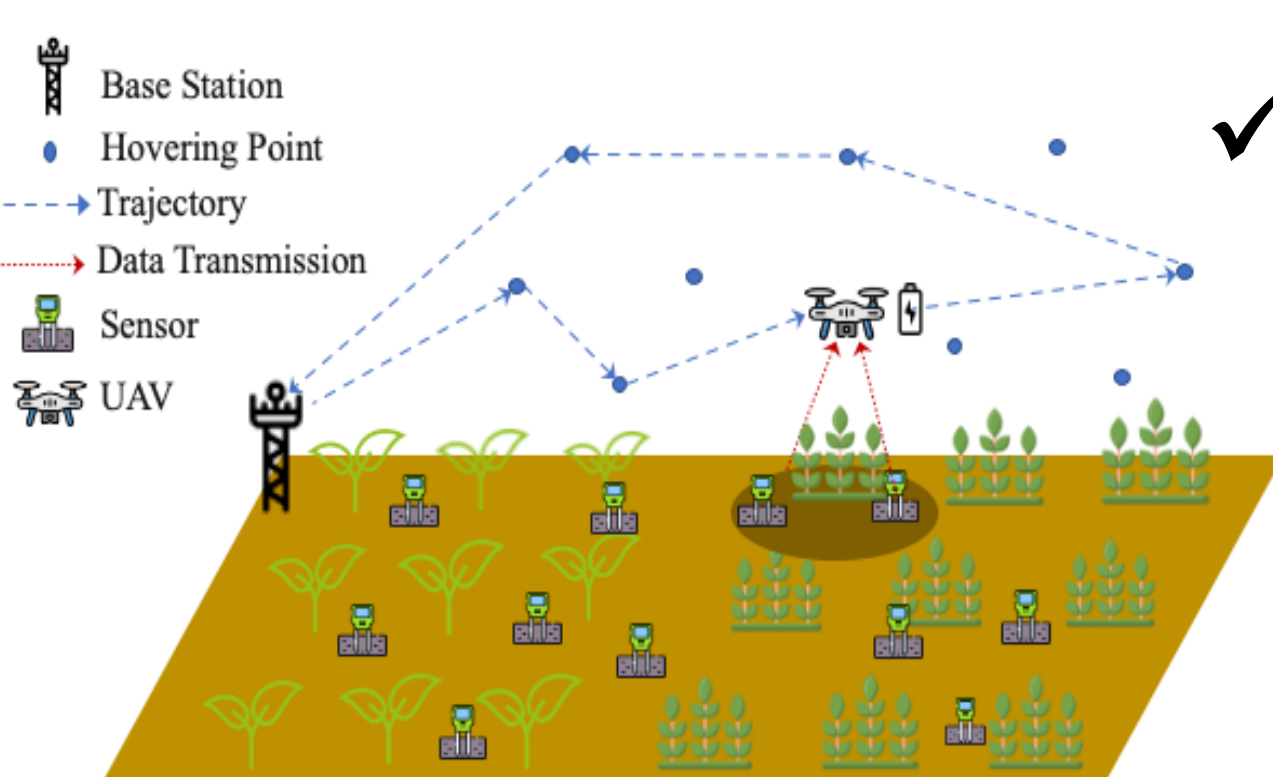 Base Station
Hovering Point
Trajectory
Data Transmission
Sensor
UAV